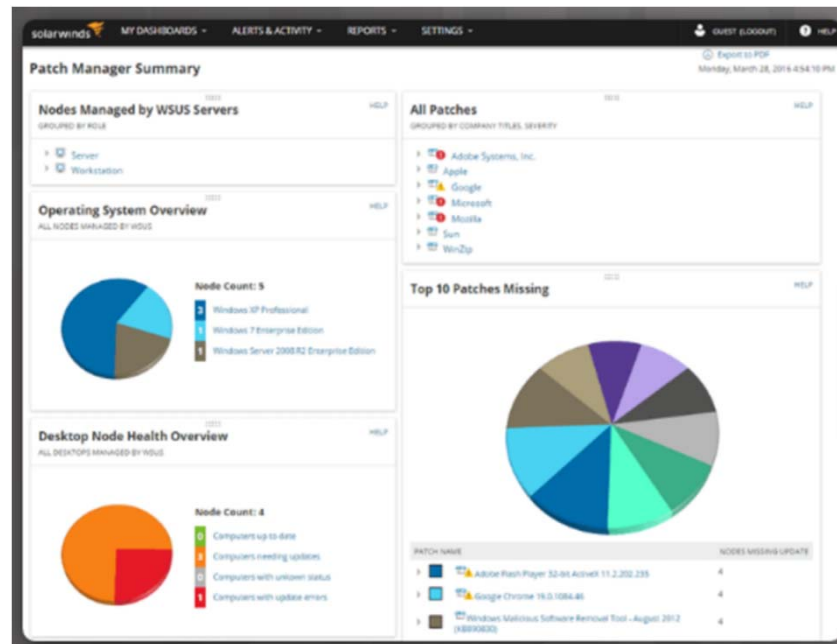 solarwinds MY DASHBOARDS ALERTS & ACTIVITY REPORTS SETTINGS GUEST (LOGOUT) HELP
Export to PDF
Patch Manager Summary
Monday, March 28, 2016 4:54:10 PM
Nodes Managed by WSUS Servers HELP
GROUPED BY ROLE
Server
Workstation
Operating System Overview HELP
ALL NODES MANAGED BY WSUS
Node Count: 5
3 Windows XP Professional
1 Windows 7 Enterprise Edition
1 Windows Server 2008 R2 Enterprise Edition
Desktop Node Health Overview HELP
ALL DESKTOPS MANAGED BY WSUS
Node Count: 4
0 Computers up to date
3 Computers needing updates
0 Computers with unkown status
1 Computers with update errors
All Patches HELP
GROUPED BY COMPANY TITLES, SEVERITY
Adobe Systems, Inc.
Apple
Google
Microsoft
Mozilla
Sun
WinZip
Top 10 Patches Missing HELP
PATCH NAME NODES MISSING UPDATE
Adobe Flash Player 32-bit ActiveX 11.2.202.235 4
Google Chrome 19.0.1084.46 4
Windows Malicious Software Removal Tool - August 2012 4
(KB890830)